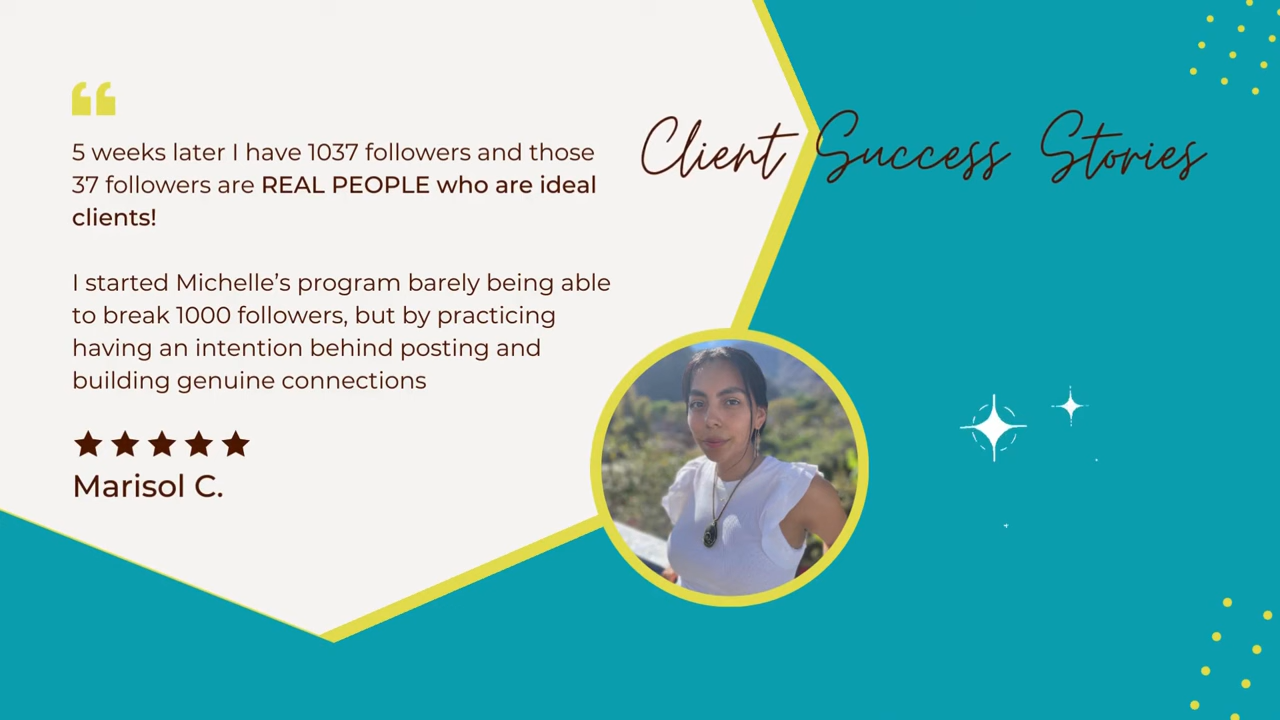 Client Success Stories
“
5 weeks later I have 1037 followers and those
37 followers are REAL PEOPLE who are ideal
clients!
I started Michelle’s program barely being able
to break 1000 followers, but by practicing
having an intention behind posting and
building genuine connections
Marisol C.